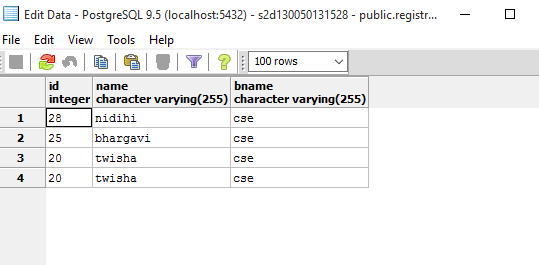 Edit Data - PostgreSQL 9.5 (localhost:5432) - s2d130050131528 - public.registr...
File Edit View Tools Help
100 rows
id name bname
integer character varying(255) character varying(255)
1 28 nidihi cse
2 25 bhargavi cse
3 20 twisha cse
4 20 twisha cse